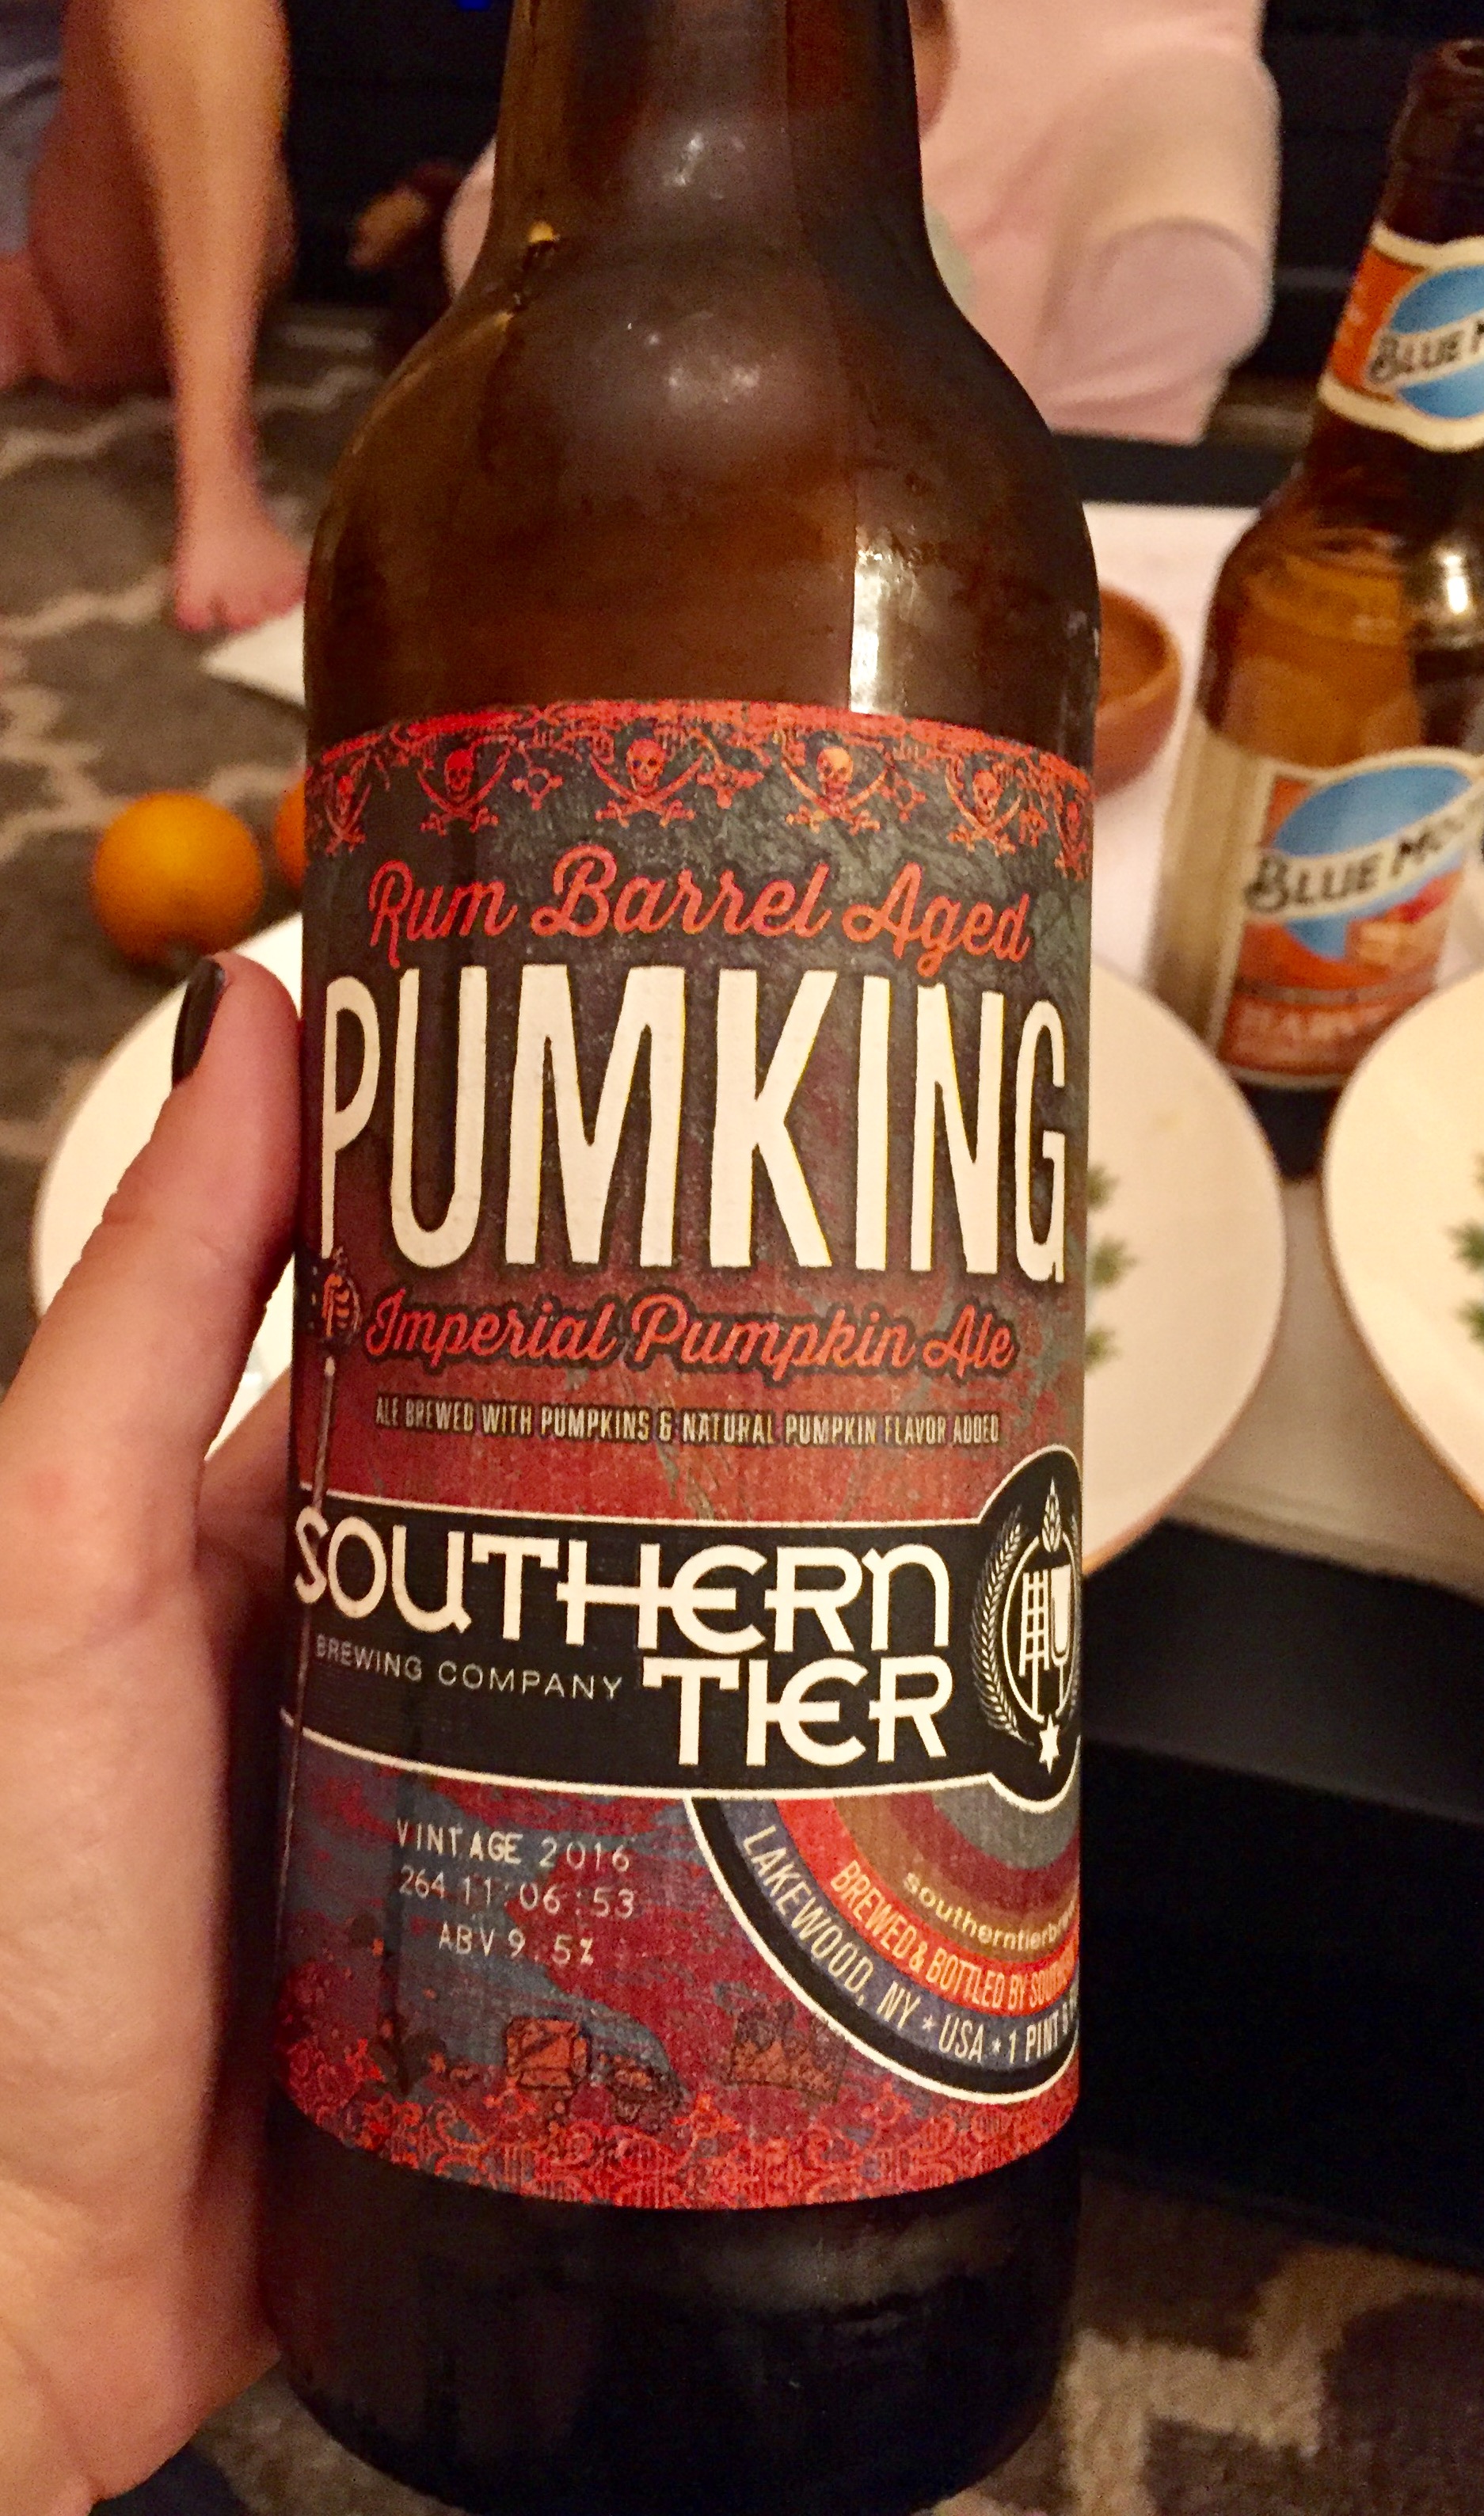 Rum Barrel Aged
PUMKING
Imperial Pumpkin Ale
ALE BREWED WITH PUMPKINS & NATURAL PUMPKIN FLAVOR ADDED
SOUTHERN
BREWING COMPANY TIER
VINTAGE 2016
264 11:06:53
ABV 9.5%
BREWED & BOTTLED BY
LAKEWOOD, NY * USA * 1 PINT
BLUE
BLUE